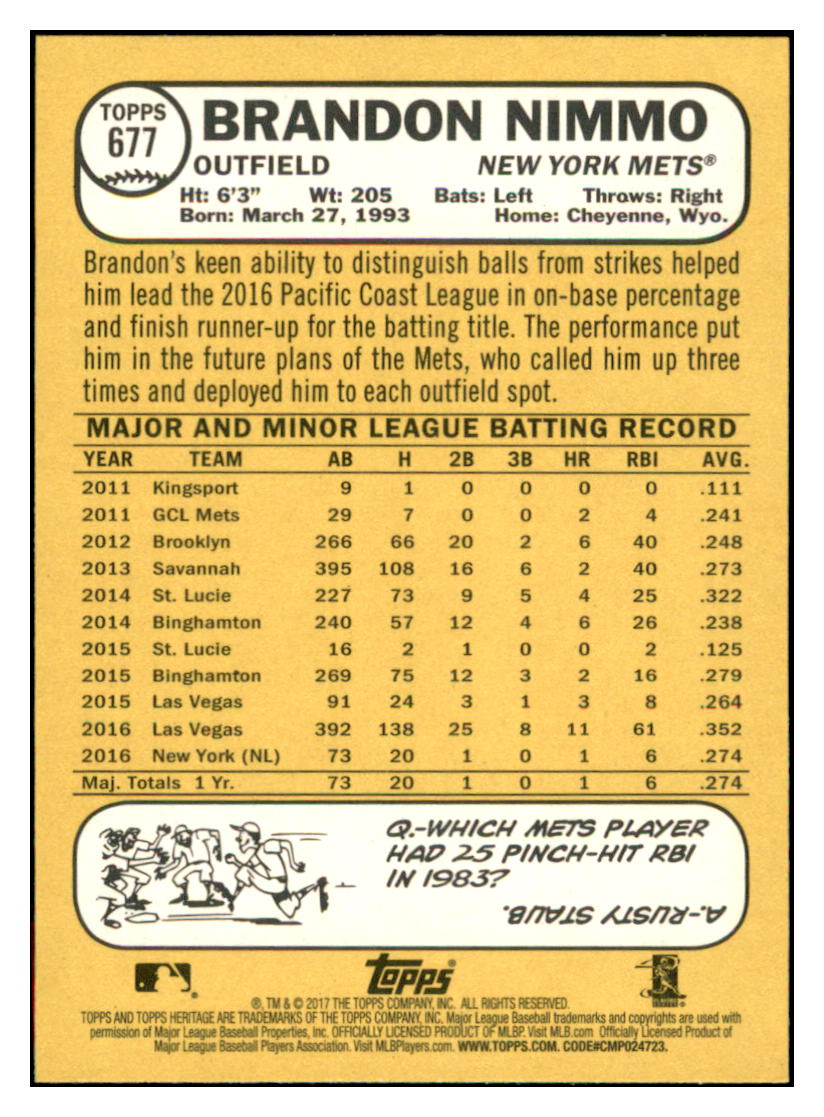 TOPPS
677
BRANDON NIMMO
OUTFIELD NEW YORK METS®
Ht: 6'3" Wt: 205 Bats: Left Throws: Right
Born: March 27, 1993 Home: Cheyenne, Wyo.
Brandon's keen ability to distinguish balls from strikes helped
him lead the 2016 Pacific Coast League in on-base percentage
and finish runner-up for the batting title. The performance put
him in the future plans of the Mets, who called him up three
times and deployed him to each outfield spot.
MAJOR AND MINOR LEAGUE BATTING RECORD
YEAR TEAM AB H 2B 3B HR RBI AVG.
2011 Kingsport 9 1 0 0 0 0 .111
2011 GCL Mets 29 7 0 0 2 4 .241
2012 Brooklyn 266 66 20 2 6 40 .248
2013 Savannah 395 108 16 6 2 40 .273
2014 St. Lucie 227 73 9 5 4 25 .322
2014 Binghamton 240 57 12 4 6 26 .238
2015 St. Lucie 16 2 1 0 0 2 .125
2015 Binghamton 269 75 12 3 2 16 .279
2015 Las Vegas 91 24 3 1 3 8 .264
2016 Las Vegas 392 138 25 8 11 61 .352
2016 New York (NL) 73 20 1 0 1 6 .274
Maj. Totals 1 Yr. 73 20 1 0 1 6 .274
Q.-WHICH METS PLAYER
HAD 25 PINCH-HIT RBI
IN 1983?
A.-RUSTY STAUB.
Topps®
®, TM & © 2017 THE TOPPS COMPANY, INC. ALL RIGHTS RESERVED.
TOPPS AND TOPPS HERITAGE ARE TRADEMARKS OF THE TOPPS COMPANY, INC. Major League Baseball trademarks and copyrights are used with
permission of Major League Baseball Properties, Inc. OFFICIALLY LICENSED PRODUCT OF MLBP. Visit MLB.com Officially Licensed Product of
Major League Baseball Players Association. Visit MLBPlayers.com. WWW.TOPPS.COM. CODE#CMP024723.